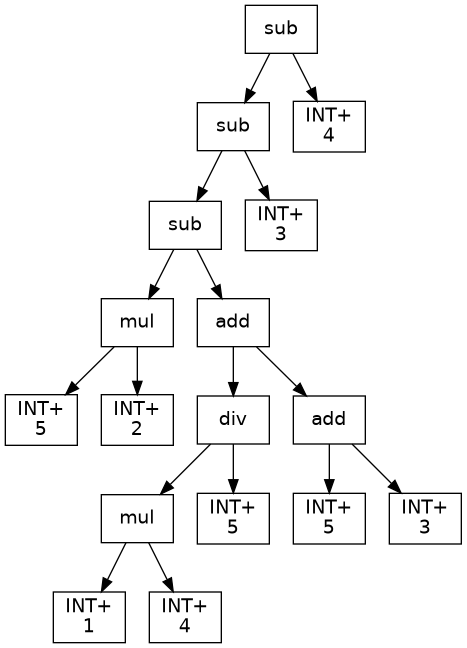 sub
sub
INT+
4
sub
INT+
3
mul
add
INT+
5
INT+
2
div
add
mul
INT+
5
INT+
5
INT+
3
INT+
1
INT+
4